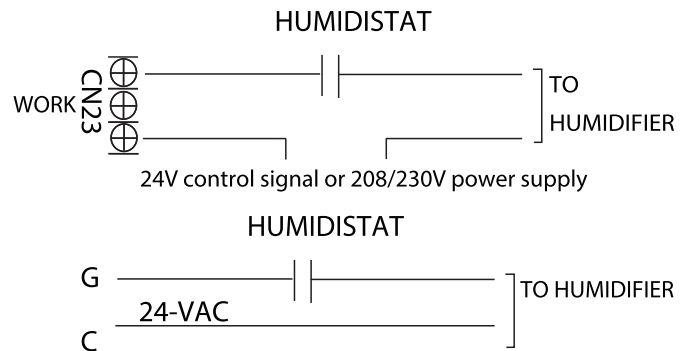 HUMIDISTAT
WORK
CN23
TO
HUMIDIFIER
24V control signal or 208/230V power supply
HUMIDISTAT
G
24-VAC
C
TO HUMIDIFIER